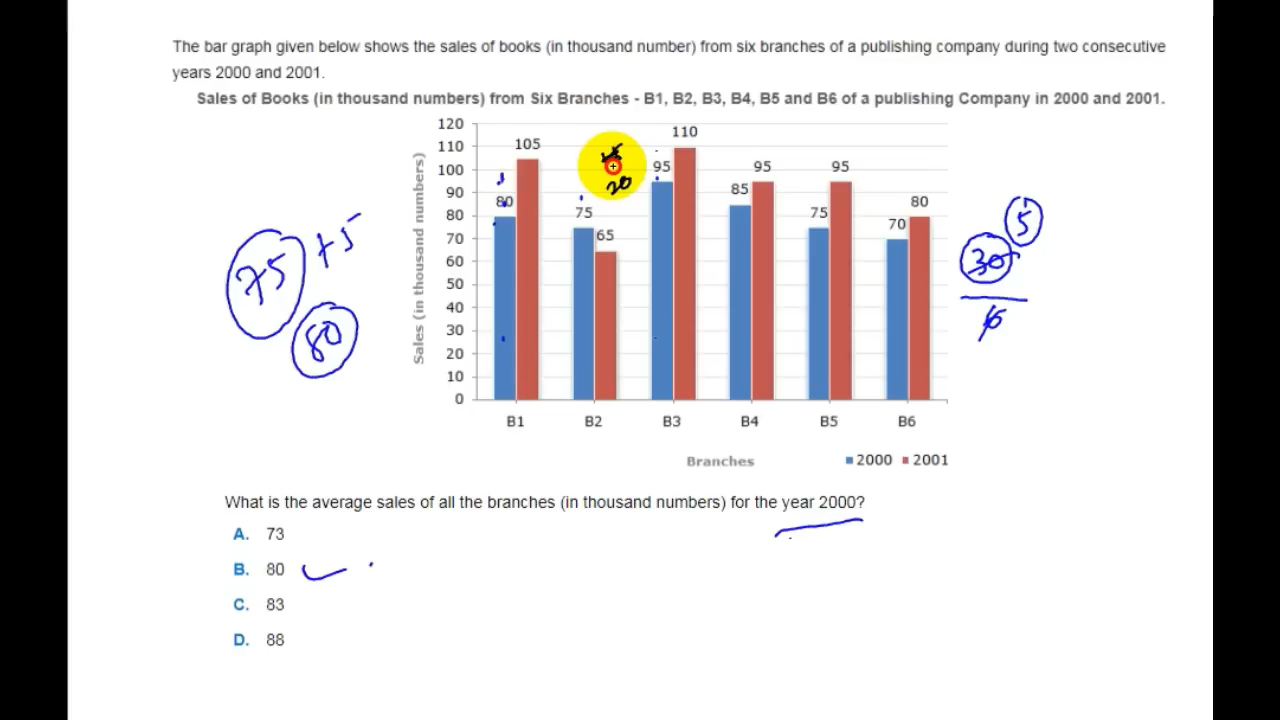 The bar graph given below shows the sales of books (in thousand number) from six branches of a publishing company during two consecutive
years 2000 and 2001.
Sales of Books (in thousand numbers) from Six Branches - B1, B2, B3, B4, B5 and B6 of a publishing Company in 2000 and 2001.
Sales (in thousand numbers)
120
110
100
90
80
70
60
50
40
30
20
10
0
80
105
75
65
95
110
85
95
75
95
70
80
20
75 +5
80
5
30
6
B1 B2 B3 B4 B5 B6
Branches
2000 2001
What is the average sales of all the branches (in thousand numbers) for the year 2000?
A. 73
B. 80
C. 83
D. 88